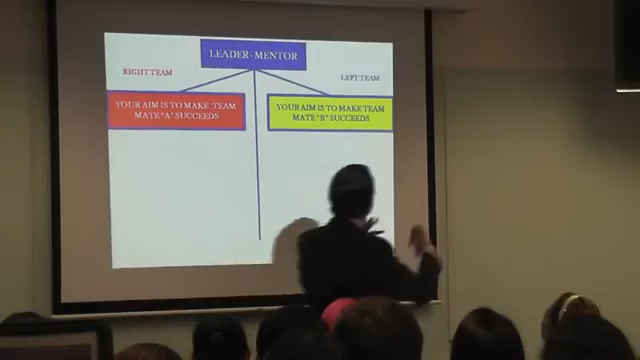 LEADER - MENTOR
RIGHT TEAM
LEFT TEAM
YOUR AIM IS TO MAKE TEAM
MATE "A" SUCCEEDS
YOUR AIM IS TO MAKE TEAM
MATE "B" SUCCEEDS